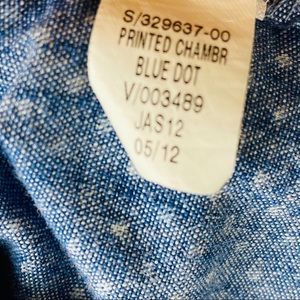 S/329637-00
PRINTED CHAMBR
BLUE DOT
V/003489
JAS12
05/12